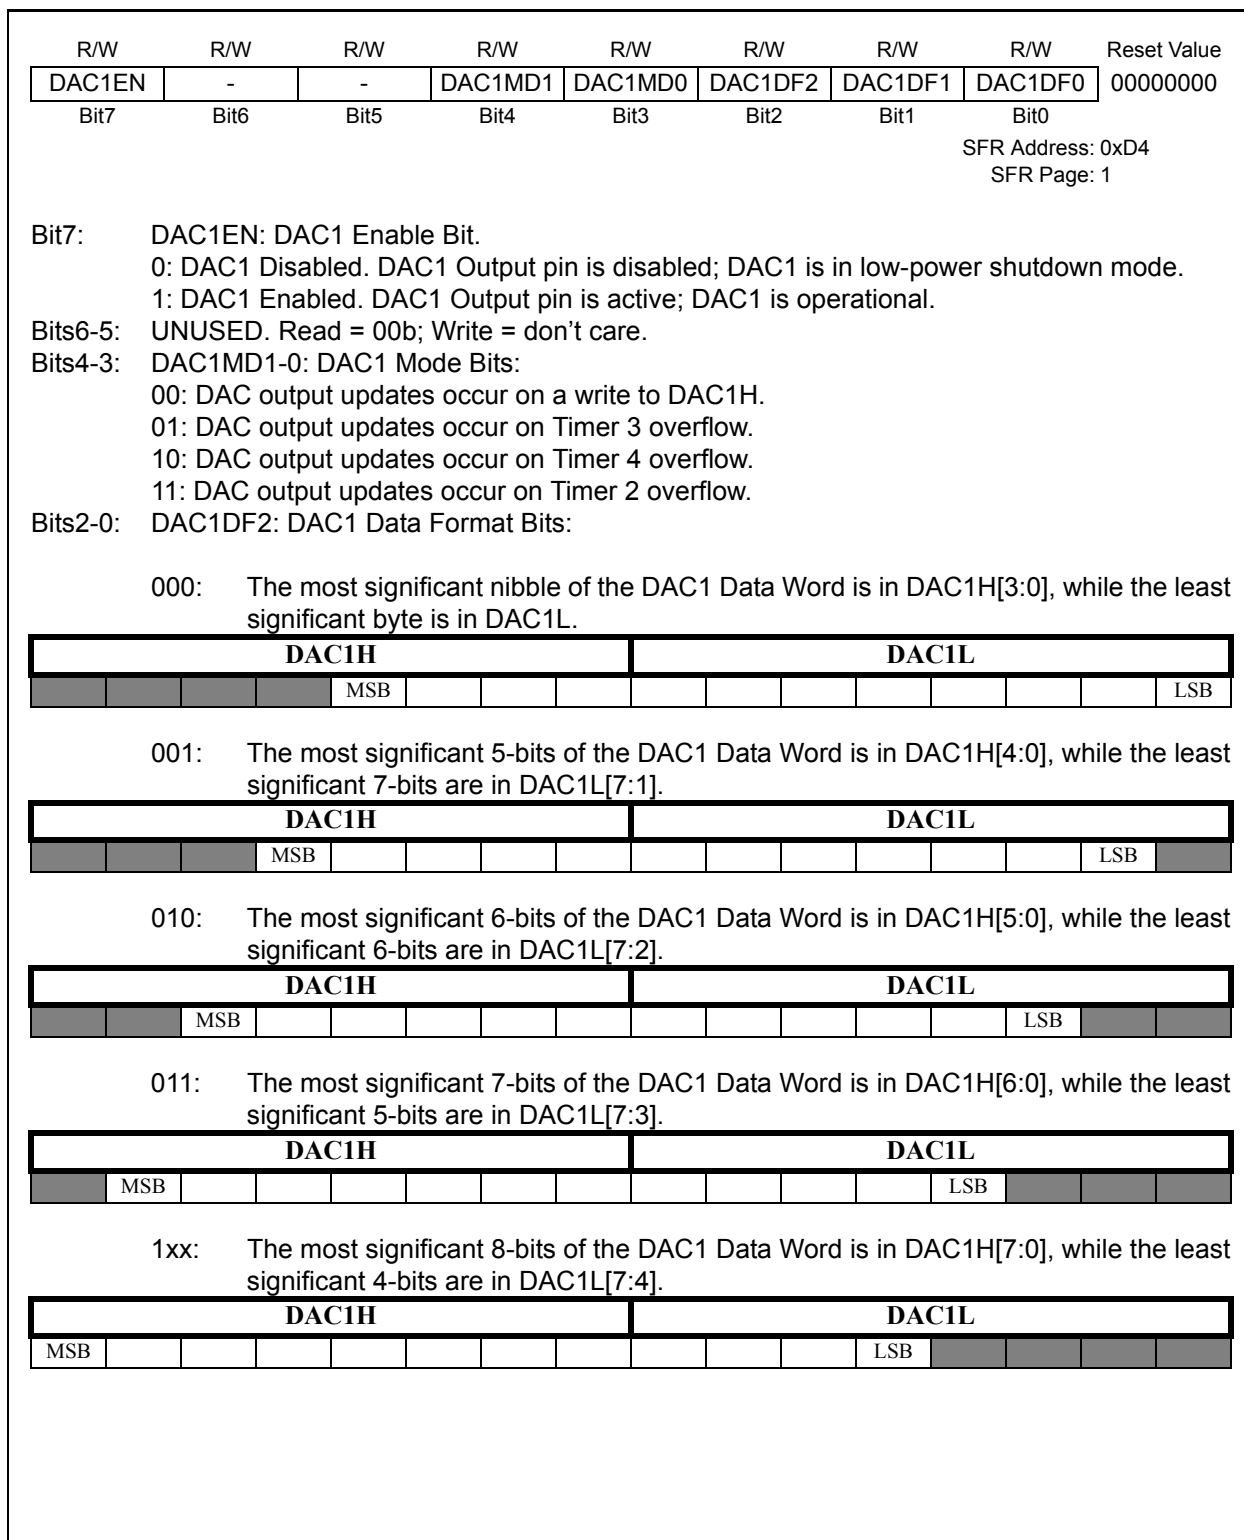 R/W R/W R/W R/W R/W R/W R/W R/W Reset Value
DAC1EN - - DAC1MD1 DAC1MD0 DAC1DF2 DAC1DF1 DAC1DF0 00000000
Bit7 Bit6 Bit5 Bit4 Bit3 Bit2 Bit1 Bit0
SFR Address: 0xD4
SFR Page: 1
Bit7: DAC1EN: DAC1 Enable Bit.
0: DAC1 Disabled. DAC1 Output pin is disabled; DAC1 is in low-power shutdown mode.
1: DAC1 Enabled. DAC1 Output pin is active; DAC1 is operational.
Bits6-5: UNUSED. Read = 00b; Write = don't care.
Bits4-3: DAC1MD1-0: DAC1 Mode Bits:
00: DAC output updates occur on a write to DAC1H.
01: DAC output updates occur on Timer 3 overflow.
10: DAC output updates occur on Timer 4 overflow.
11: DAC output updates occur on Timer 2 overflow.
Bits2-0: DAC1DF2: DAC1 Data Format Bits:
000: The most significant nibble of the DAC1 Data Word is in DAC1H[3:0], while the least
significant byte is in DAC1L.
DAC1H DAC1L
MSB LSB
001: The most significant 5-bits of the DAC1 Data Word is in DAC1H[4:0], while the least
significant 7-bits are in DAC1L[7:1].
DAC1H DAC1L
MSB LSB
010: The most significant 6-bits of the DAC1 Data Word is in DAC1H[5:0], while the least
significant 6-bits are in DAC1L[7:2].
DAC1H DAC1L
MSB LSB
011: The most significant 7-bits of the DAC1 Data Word is in DAC1H[6:0], while the least
significant 5-bits are in DAC1L[7:3].
DAC1H DAC1L
MSB LSB
1xx: The most significant 8-bits of the DAC1 Data Word is in DAC1H[7:0], while the least
significant 4-bits are in DAC1L[7:4].
DAC1H DAC1L
MSB LSB